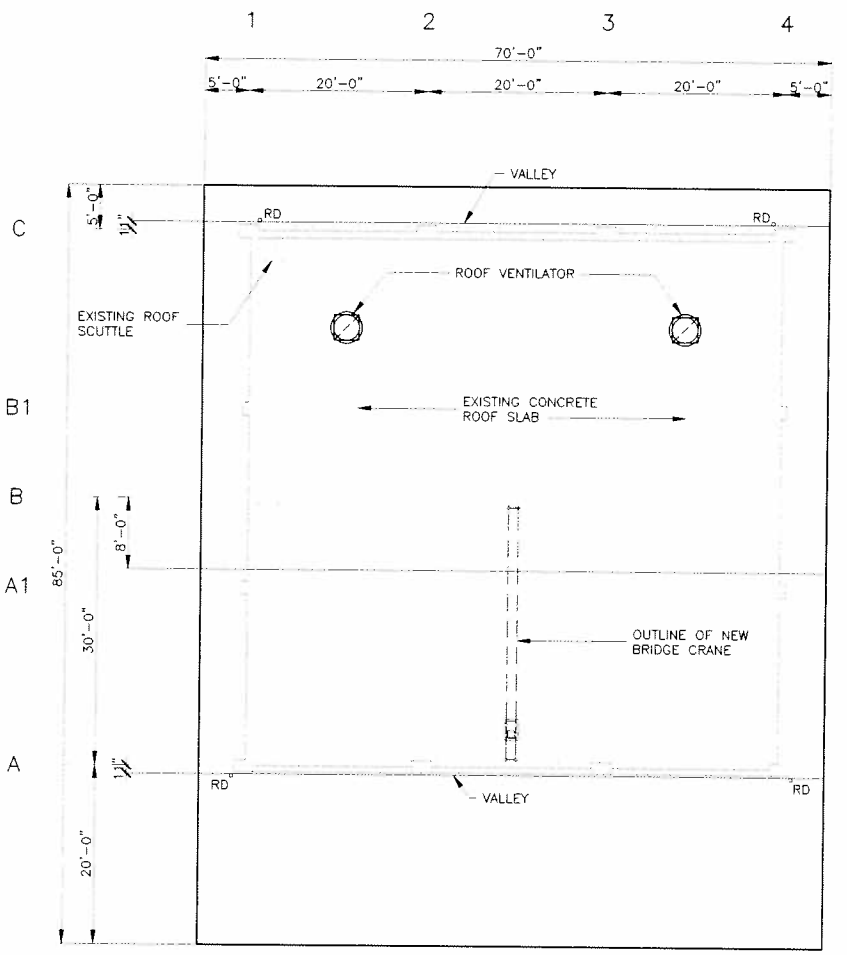 1 2 3 4
70'-0"
5'-0" 20'-0" 20'-0" 20'-0" 5'-0"
VALLEY
5'-0"
C
RD RD
ROOF VENTILATOR
EXISTING ROOF
SCUTTLE
B1
EXISTING CONCRETE
ROOF SLAB
B
8'-0"
85'-0"
A1
30'-0"
OUTLINE OF NEW
BRIDGE CRANE
A
RD RD
VALLEY
20'-0"